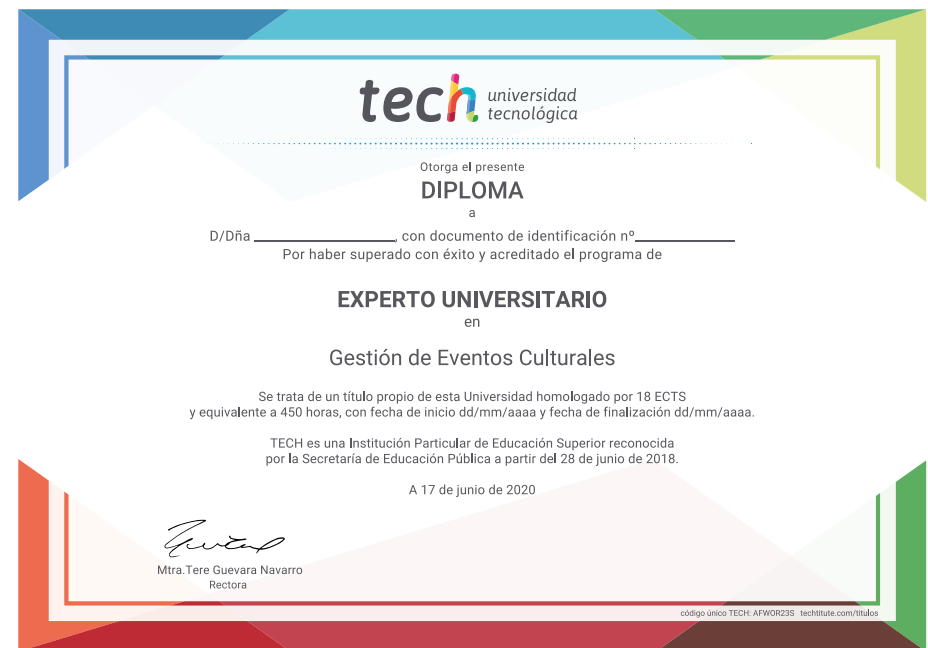 tech universidad
tecnológica
Otorga el presente
DIPLOMA
a
D/Dña ____________, con documento de identificación nº____________
Por haber superado con éxito y acreditado el programa de
EXPERTO UNIVERSITARIO
en
Gestión de Eventos Culturales
Se trata de un título propio de esta Universidad homologado por 18 ECTS
y equivalente a 450 horas, con fecha de inicio dd/mm/aaaa y fecha de finalización dd/mm/aaaa.
TECH es una Institución Particular de Educación Superior reconocida
por la Secretaría de Educación Pública a partir del 28 de junio de 2018.
A 17 de junio de 2020
Mtra.Tere Guevara Navarro
Rectora
código único TECH: AFWOR23S techtitute.com/titulos